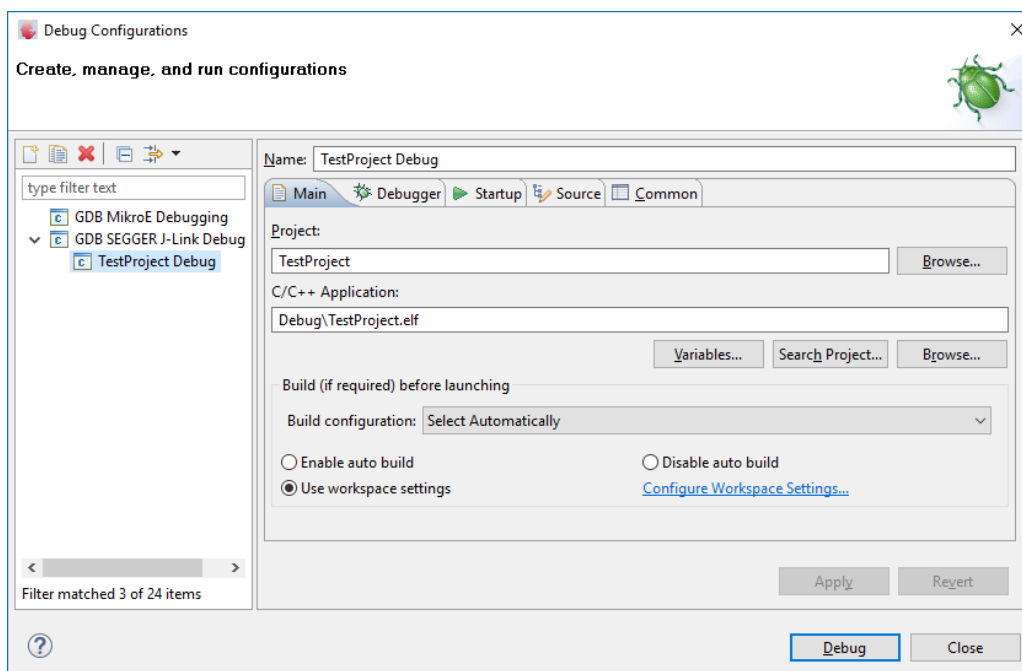 Debug Configurations
Create, manage, and run configurations
Name: TestProject Debug
type filter text
Main Debugger Startup Source Common
GDB MikroE Debugging
GDB SEGGER J-Link Debug
TestProject Debug
Project:
TestProject Browse...
C/C++ Application:
Debug\TestProject.elf
Variables... Search Project... Browse...
Build (if required) before launching
Build configuration: Select Automatically
Enable auto build Disable auto build
Use workspace settings Configure Workspace Settings...
Filter matched 3 of 24 items
Apply Revert
Debug Close